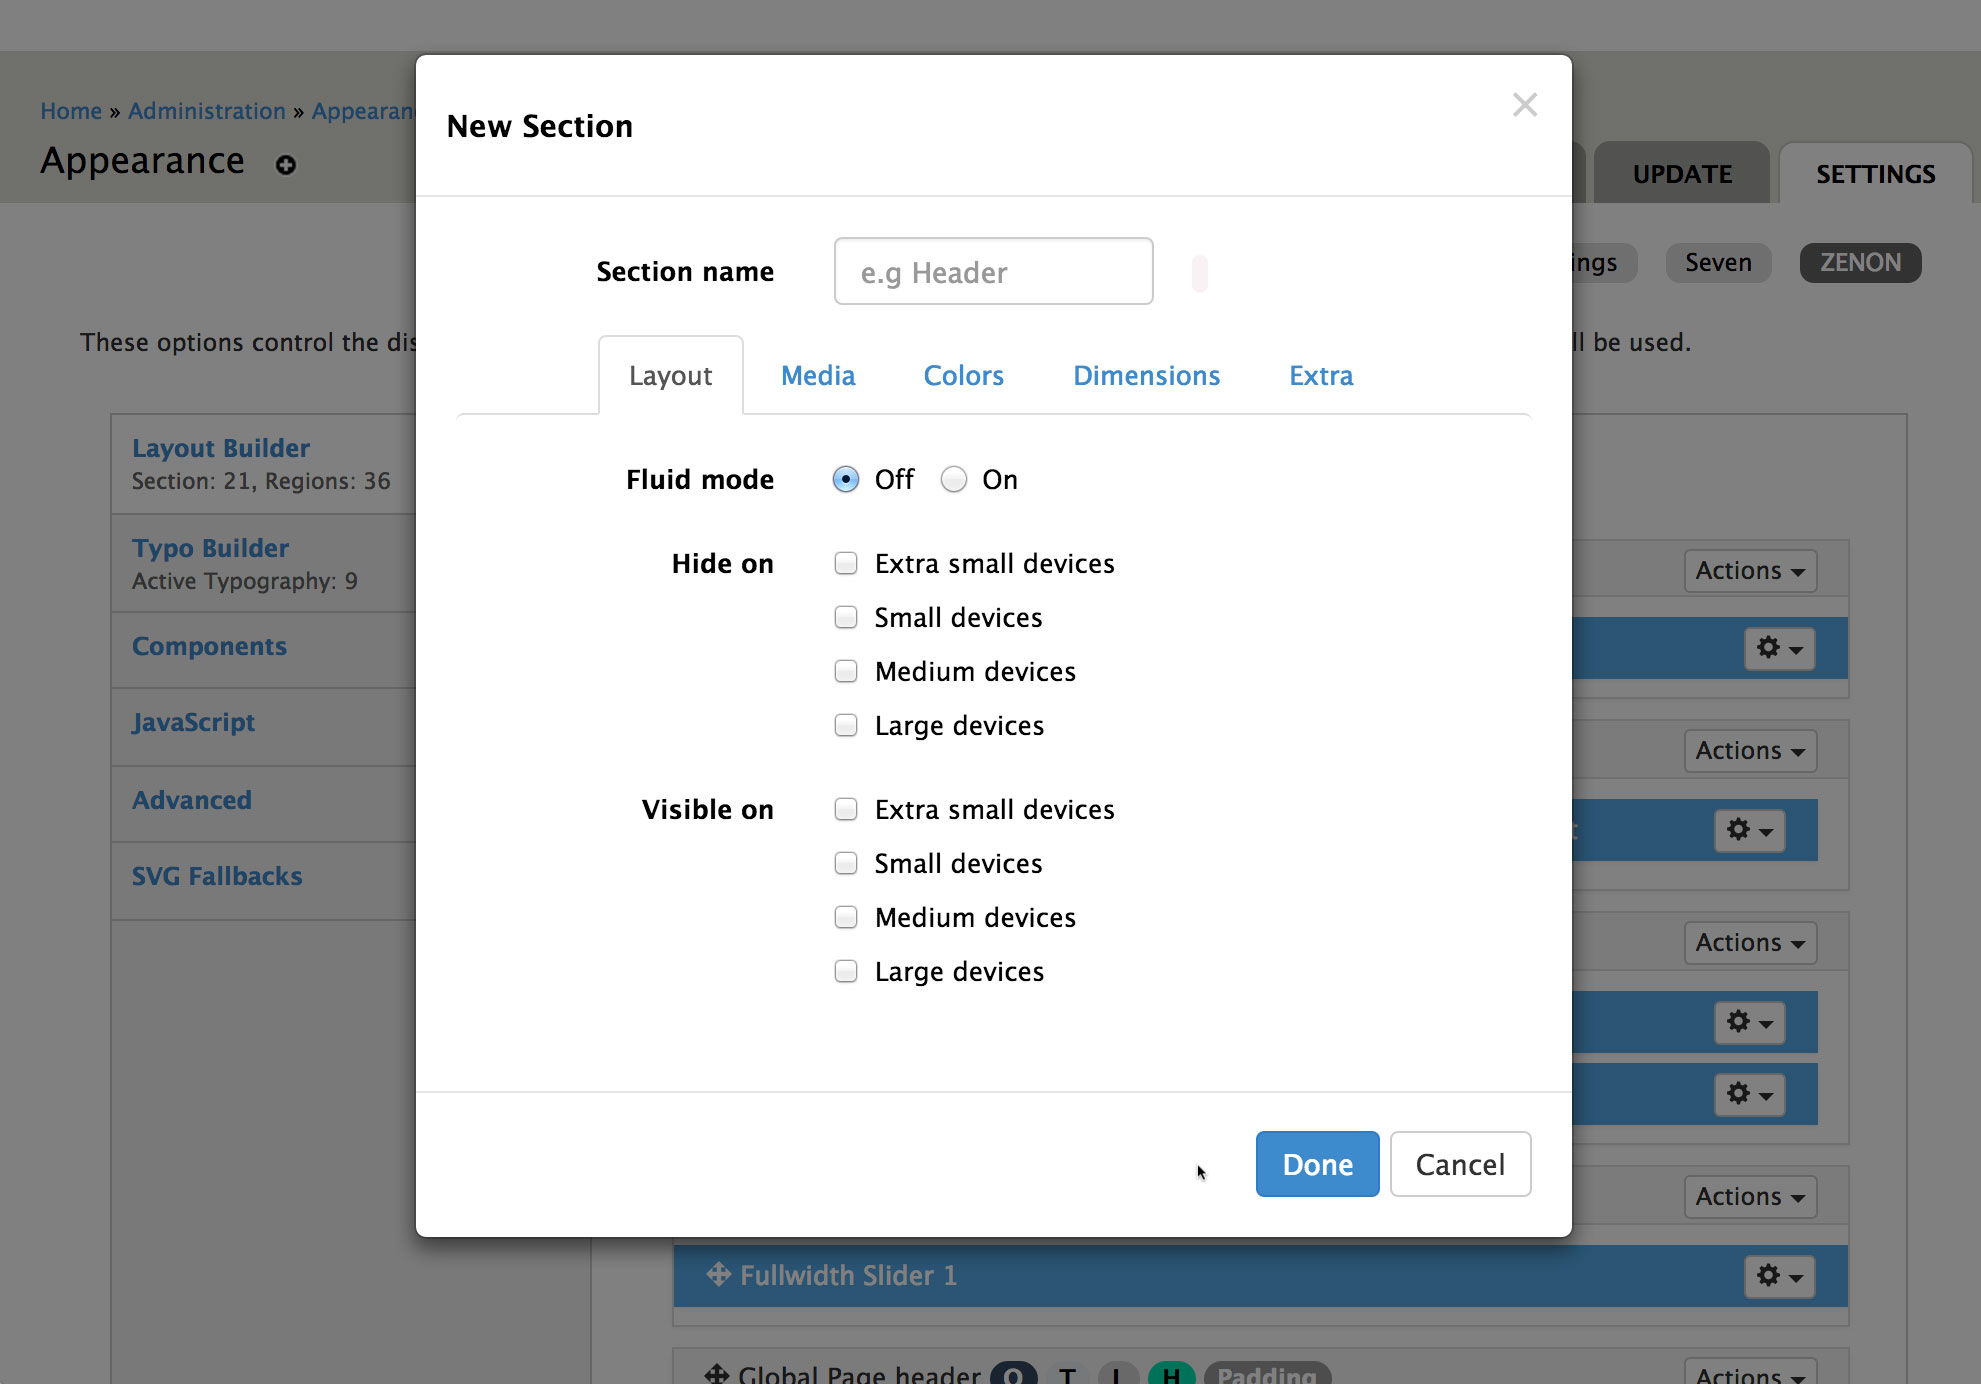 Home » Administration » Appearan
Appearance
UPDATE
SETTINGS
ings
Seven
ZENON
These options control the dis
ll be used.
Layout Builder
Section: 21, Regions: 36
Typo Builder
Active Typography: 9
Components
JavaScript
Advanced
SVG Fallbacks
New Section
×
Section name
e.g Header
Layout
Media
Colors
Dimensions
Extra
Fluid mode
Off
On
Hide on
Extra small devices
Small devices
Medium devices
Large devices
Visible on
Extra small devices
Small devices
Medium devices
Large devices
Done
Cancel
Actions
Actions
t
Actions
Actions
Fullwidth Slider 1
Global Page header
O
T
L
H
Padding
Actions